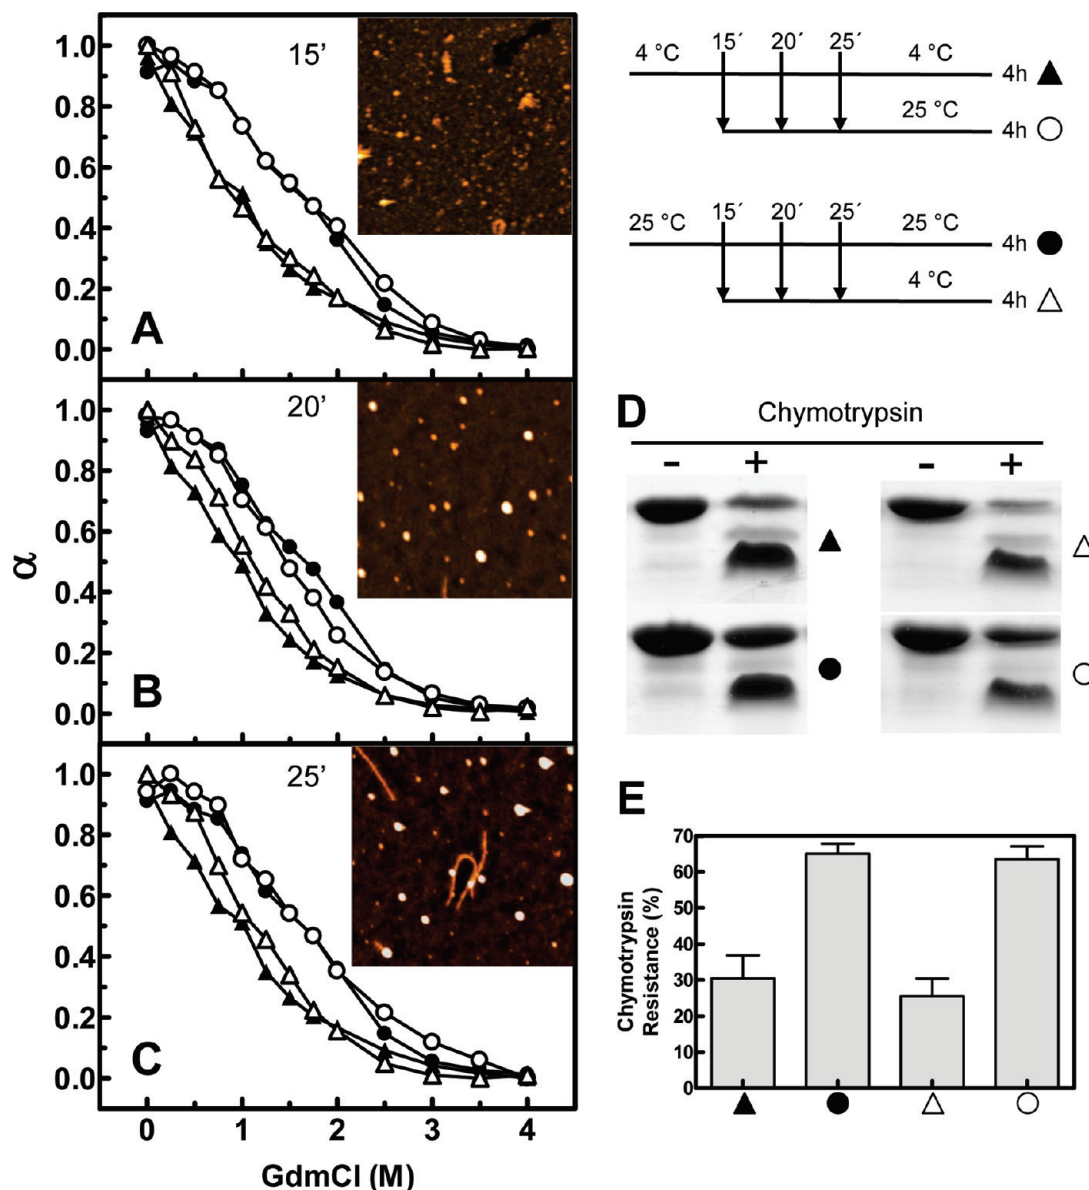 15’
1.0
0.8
0.6
0.4
0.2
0.0
A
20’
1.0
0.8
0.6
0.4
0.2
0.0
B
α
25’
1.0
0.8
0.6
0.4
0.2
0.0
C
0 1 2 3 4
GdmCl (M)
15´ 20´ 25´
4 °C 4 °C
4h
25 °C
4h
15´ 20´ 25´
25 °C 25 °C
4h
4 °C
4h
D
Chymotrypsin
- + - +
E
70
60
50
40
30
20
10
0
Chymotrypsin
Resistance (%)